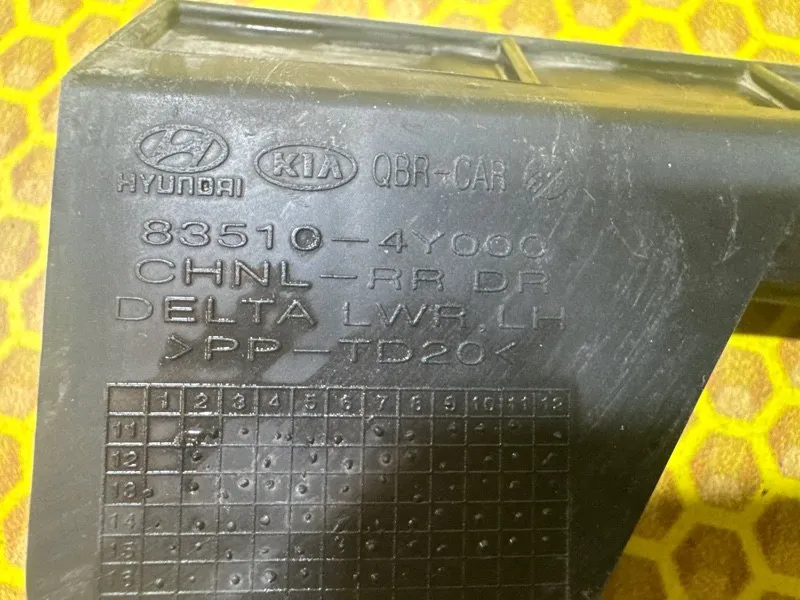 HYUNDAI KIA QBR-CAR
83510-4Y000
CHNL-RR DR
DELTA LWR, LH
>PP-TD20<
1 2 3 4 5 6 7 8 9 10 11 12
11
12
13
14
15
16